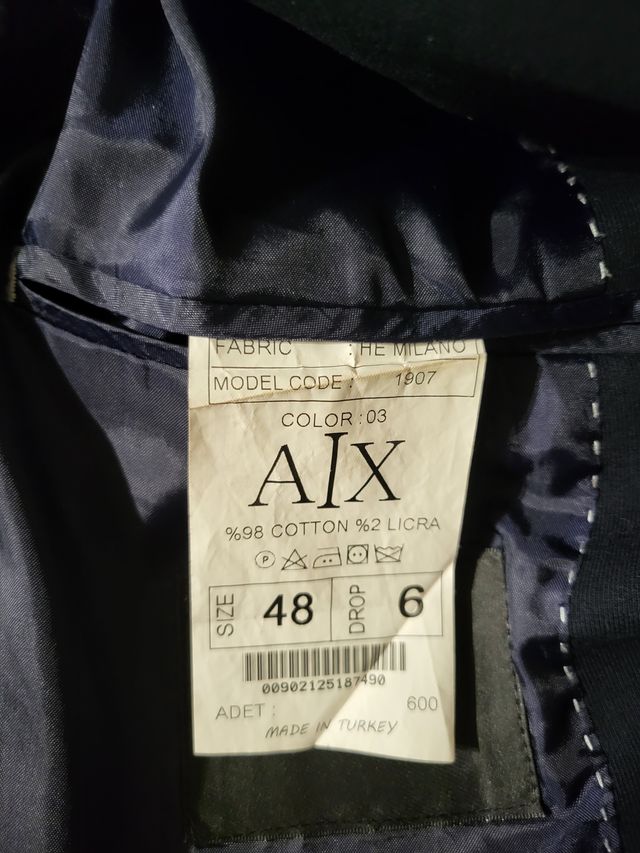 FABRIC : HE MILANO
MODEL CODE : 1907
COLOR : 03
A|X
%98 COTTON %2 LICRA
P
SIZE 48 DROP 6
00902125187490
ADET : 600
MADE IN TURKEY